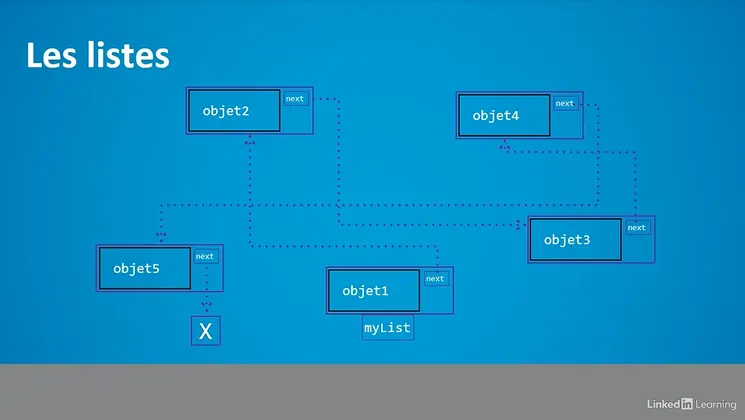 Les listes
objet2
next
objet4
next
objet3
next
objet5
next
objet1
next
X
myList
LinkedIn Learning